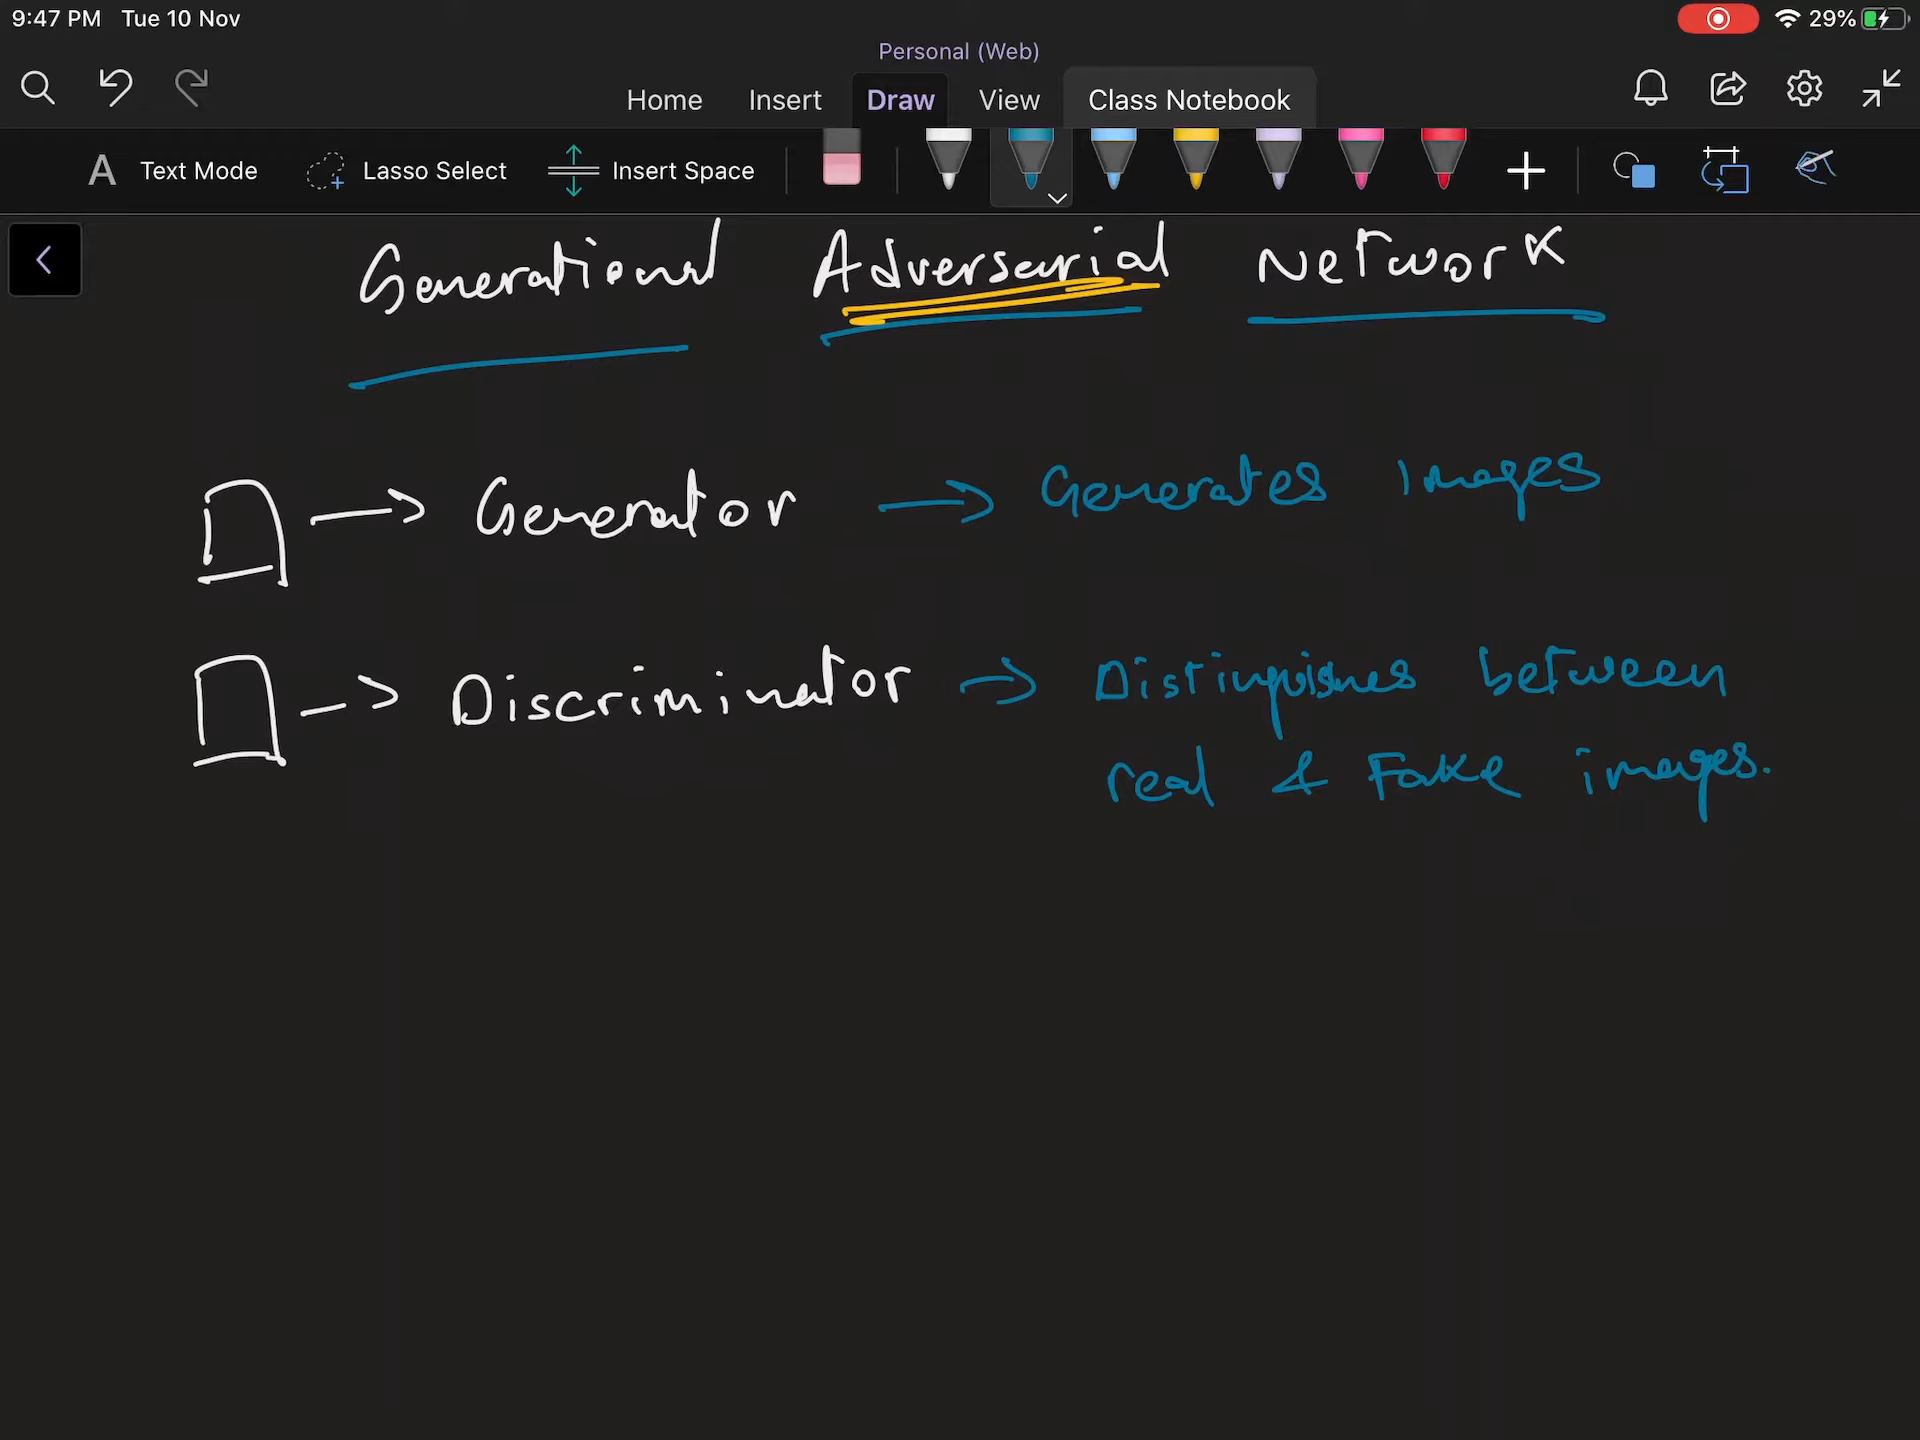 9:47 PM Tue 10 Nov
29%
Personal (Web)
Home Insert Draw View Class Notebook
Text Mode Lasso Select Insert Space
Generational Adversarial Network
Generator → Generates Images
Discriminator → Distinguishes between
real & Fake images.